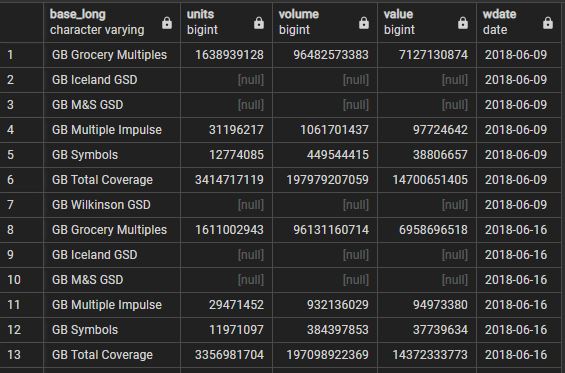 base_long units volume value wdate
character varying bigint bigint bigint date
1 GB Grocery Multiples 1638939128 96482573383 7127130874 2018-06-09
2 GB Iceland GSD [null] [null] [null] 2018-06-09
3 GB M&S GSD [null] [null] [null] 2018-06-09
4 GB Multiple Impulse 31196217 1061701437 97724642 2018-06-09
5 GB Symbols 12774085 449544415 38806657 2018-06-09
6 GB Total Coverage 3414717119 197979207059 14700651405 2018-06-09
7 GB Wilkinson GSD [null] [null] [null] 2018-06-09
8 GB Grocery Multiples 1611002943 96131160714 6958696518 2018-06-16
9 GB Iceland GSD [null] [null] [null] 2018-06-16
10 GB M&S GSD [null] [null] [null] 2018-06-16
11 GB Multiple Impulse 29471452 932136029 94973380 2018-06-16
12 GB Symbols 11971097 384397853 37739634 2018-06-16
13 GB Total Coverage 3356981704 197098922369 14372333773 2018-06-16